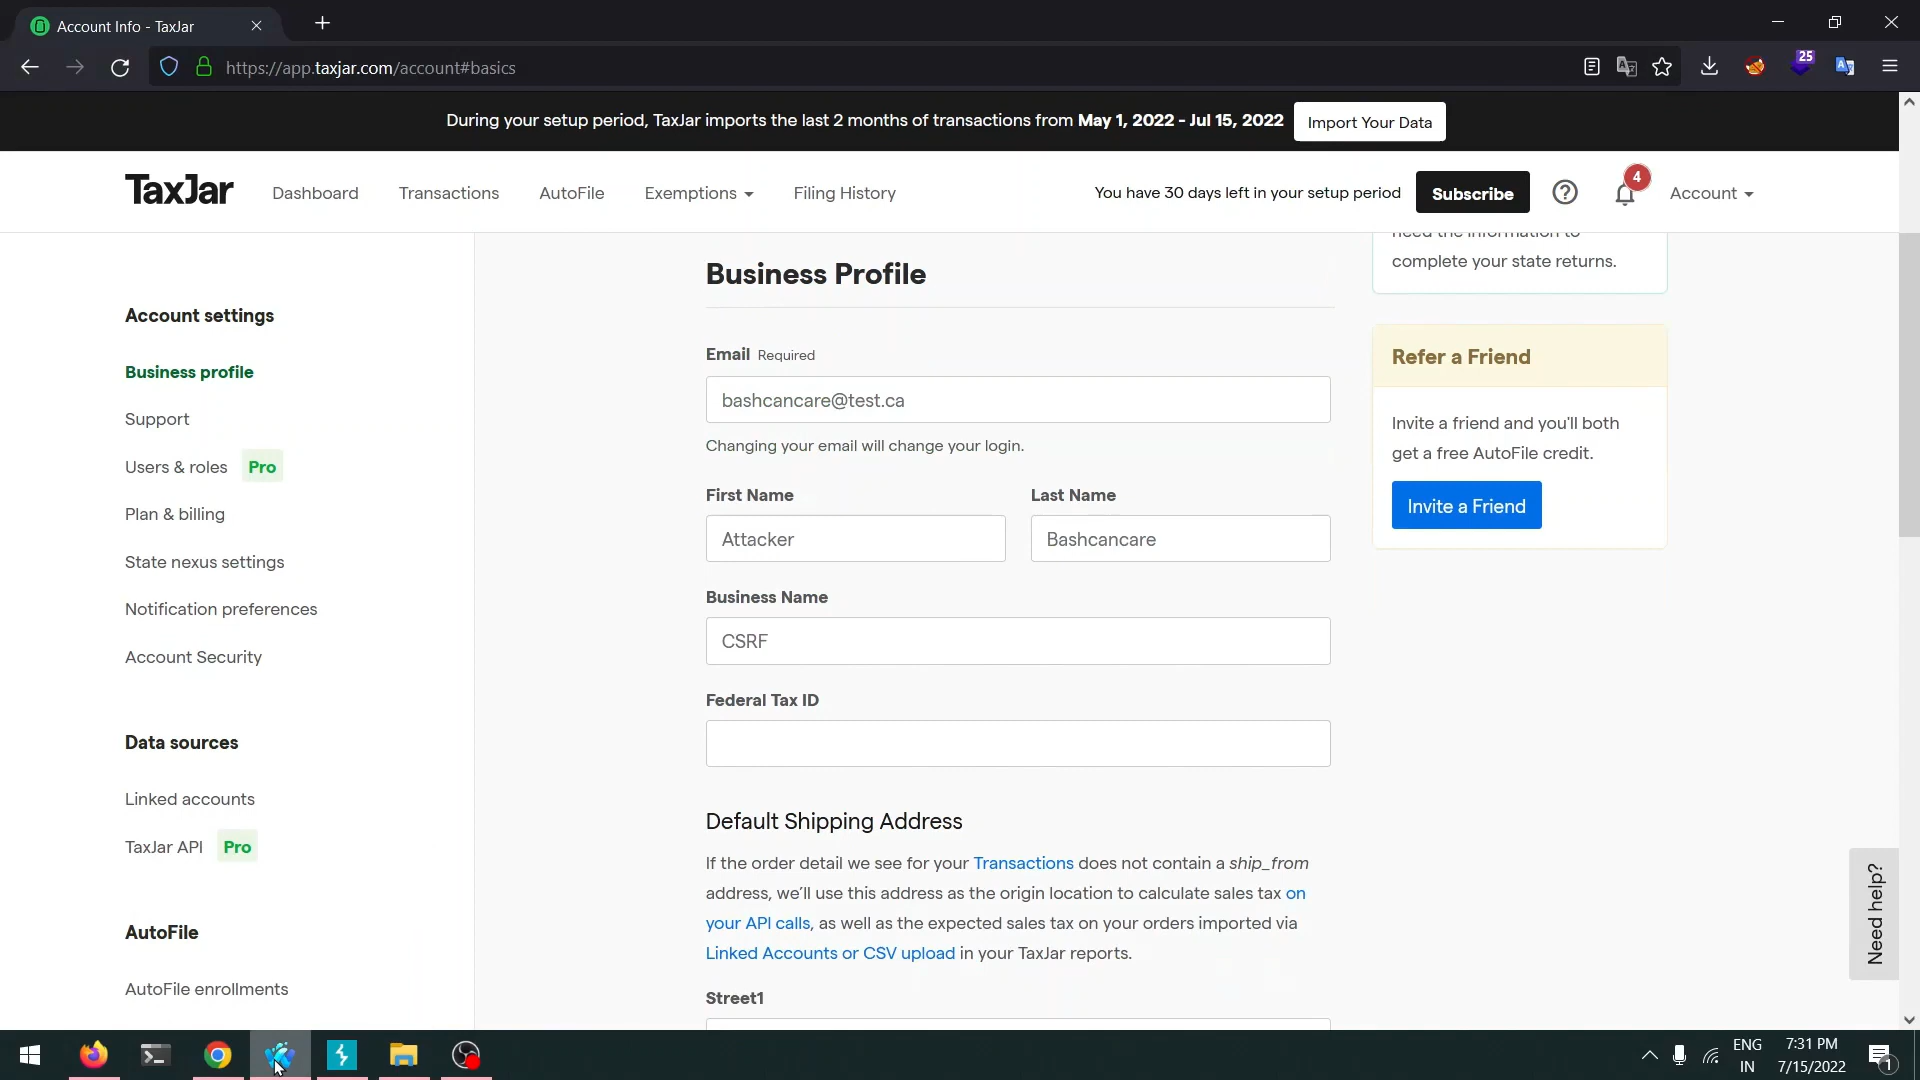 Account Info - TaxJar
https://app.taxjar.com/account#basics
25
During your setup period, TaxJar imports the last 2 months of transactions from May 1, 2022 - Jul 15, 2022
Import Your Data
TaxJar
Dashboard
Transactions
AutoFile
Exemptions
Filing History
You have 30 days left in your setup period
Subscribe
4
Account
Account settings
Business profile
Support
Users & roles Pro
Plan & billing
State nexus settings
Notification preferences
Account Security
Data sources
Linked accounts
TaxJar API Pro
AutoFile
AutoFile enrollments
Business Profile
Email Required
bashcancare@test.ca
Changing your email will change your login.
First Name
Last Name
Attacker
Bashcancare
Business Name
CSRF
Federal Tax ID
Default Shipping Address
If the order detail we see for your Transactions does not contain a ship_from
address, we’ll use this address as the origin location to calculate sales tax on
your API calls, as well as the expected sales tax on your orders imported via
Linked Accounts or CSV upload in your TaxJar reports.
Street1
need the information to
complete your state returns.
Refer a Friend
Invite a friend and you'll both
get a free AutoFile credit.
Invite a Friend
Need help?
ENG
IN
7:31 PM
7/15/2022
1